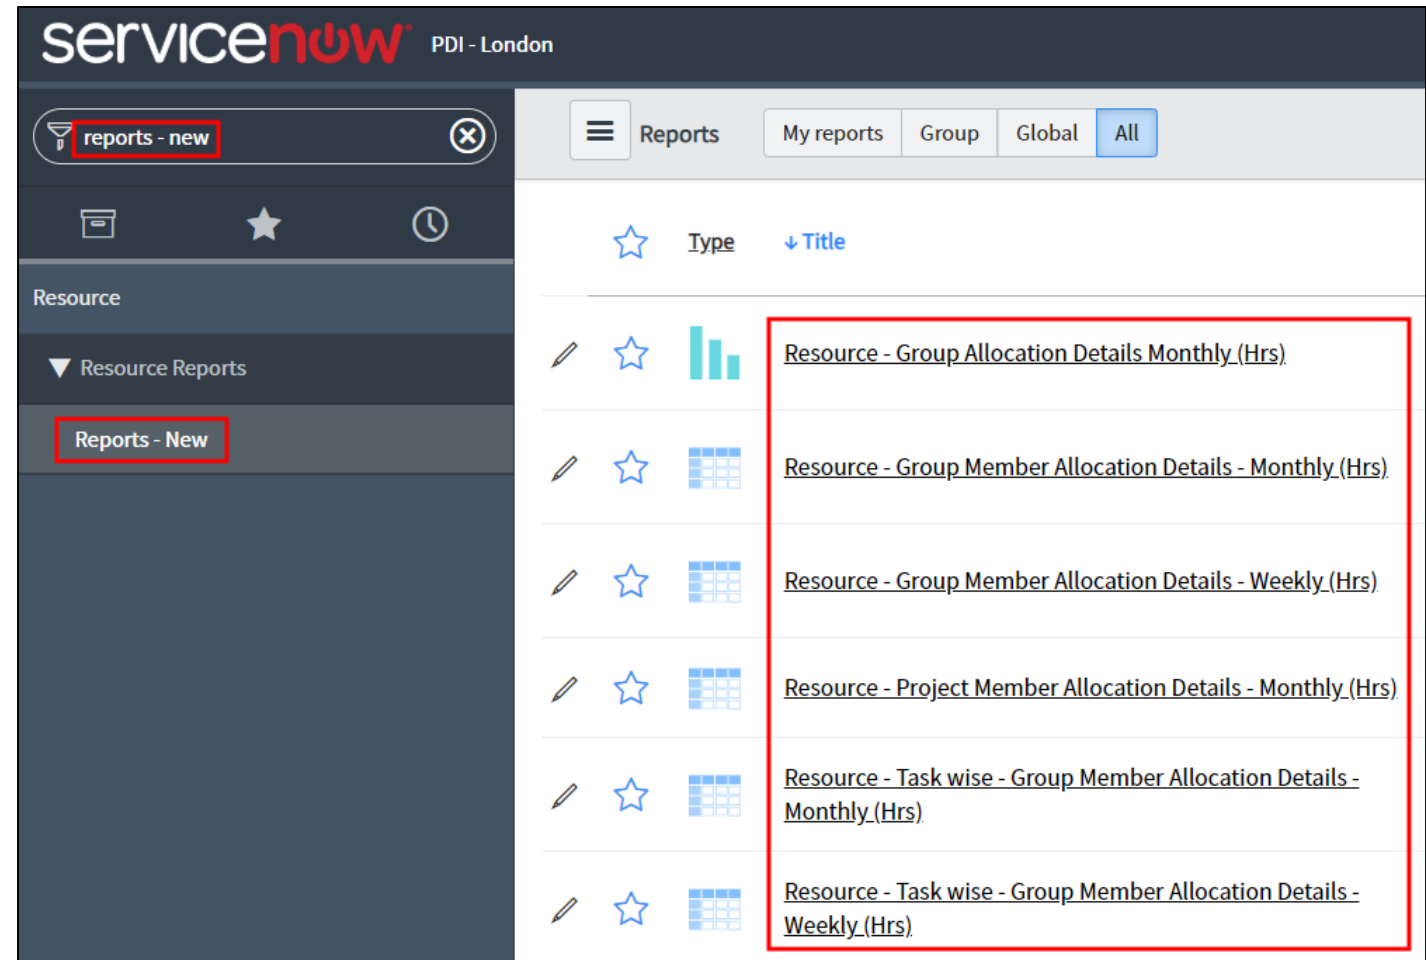 servicenow PDI - London
reports - new
Reports My reports Group Global All
Type Title
Resource
Resource Reports
Reports - New
Resource - Group Allocation Details Monthly (Hrs)
Resource - Group Member Allocation Details - Monthly (Hrs)
Resource - Group Member Allocation Details - Weekly (Hrs)
Resource - Project Member Allocation Details - Monthly (Hrs)
Resource - Task wise - Group Member Allocation Details -
Monthly (Hrs)
Resource - Task wise - Group Member Allocation Details -
Weekly (Hrs)